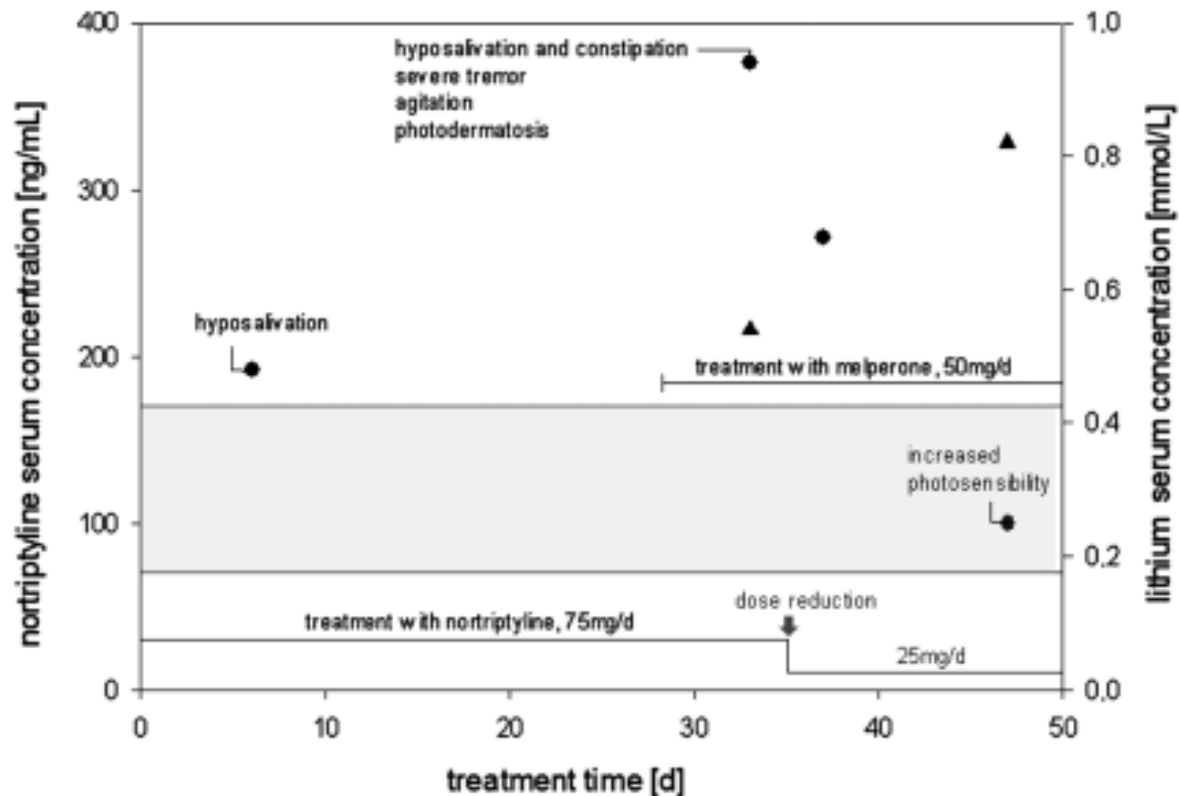 400
300
200
100
0
nortriptyline serum concentration [ng/mL]
hyposalivation and constipation
severe tremor
agitation
photodermatosis
hyposalivation
treatment with melperone, 50mg/d
increased
photosensibility
dose reduction
treatment with nortriptyline, 75mg/d
25mg/d
1.0
0.8
0.6
0.4
0.2
0.0
lithium serum concentration [mmol/L]
0 10 20 30 40 50
treatment time [d]